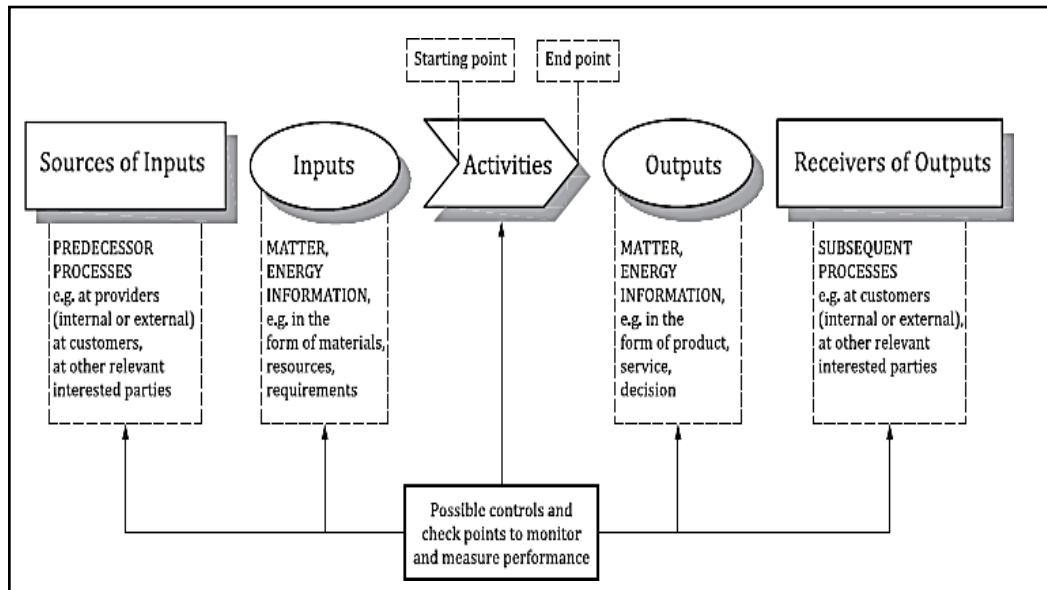 Starting point
End point
Sources of Inputs
Inputs
Activities
Outputs
Receivers of Outputs
PREDECESSOR
PROCESSES
e.g. at providers
(internal or external)
at customers,
at other relevant
interested parties
MATTER,
ENERGY
INFORMATION,
e.g. in the
form of materials,
resources,
requirements
MATTER,
ENERGY
INFORMATION,
e.g. in the
form of product,
service,
decision
SUBSEQUENT
PROCESSES
e.g. at customers
(internal or external),
at other relevant
interested parties
Possible controls and
check points to monitor
and measure performance